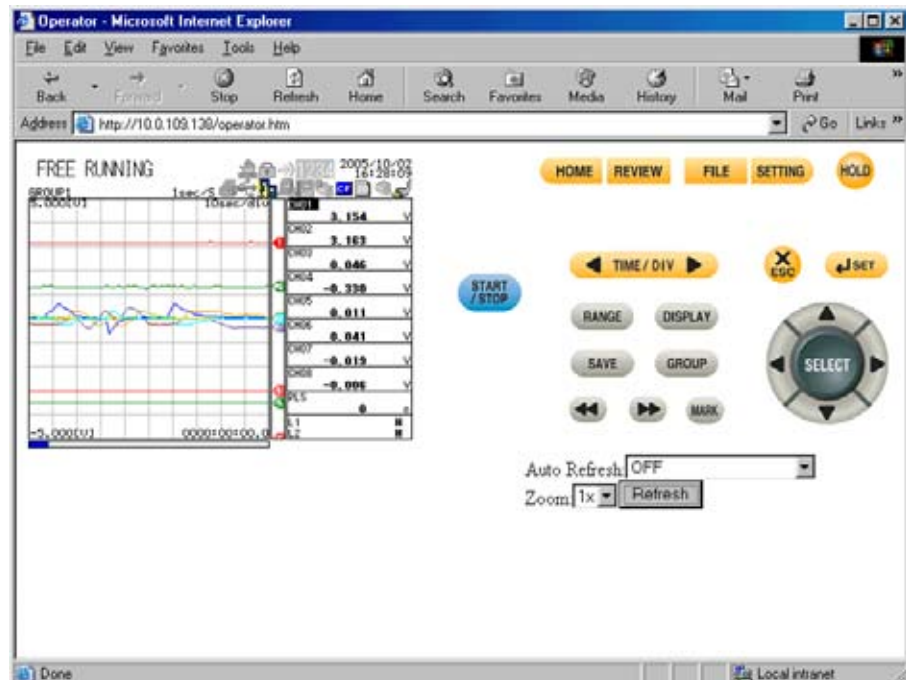 Operator - Microsoft Internet Explorer
File Edit View Favorites Tools Help
Back Forward Stop Refresh Home Search Favorites Media History Mail Print
Address http://10.0.109.138/operator.htm Go Links
FREE RUNNING 1234 2005/10/02
16:28:09
HOME REVIEW FILE SETTING HOLD
GROUP1 1sec/S CF
5.000[V] 10sec/div CH01
3.154 V
CH02
3.163 V
CH03
0.046 V
CH04
-0.330 V
CH05
0.011 V
CH06
0.041 V
CH07
-0.019 V
CH08
-0.006 V
PLS
0
L1 H
-5.000[V] 0000:00:00.0 L2 H
START
/ STOP
TIME / DIV ESC SET
RANGE DISPLAY
SAVE GROUP SELECT
MARK
Auto Refresh: OFF
Zoom: 1x Refresh
Done Local intranet